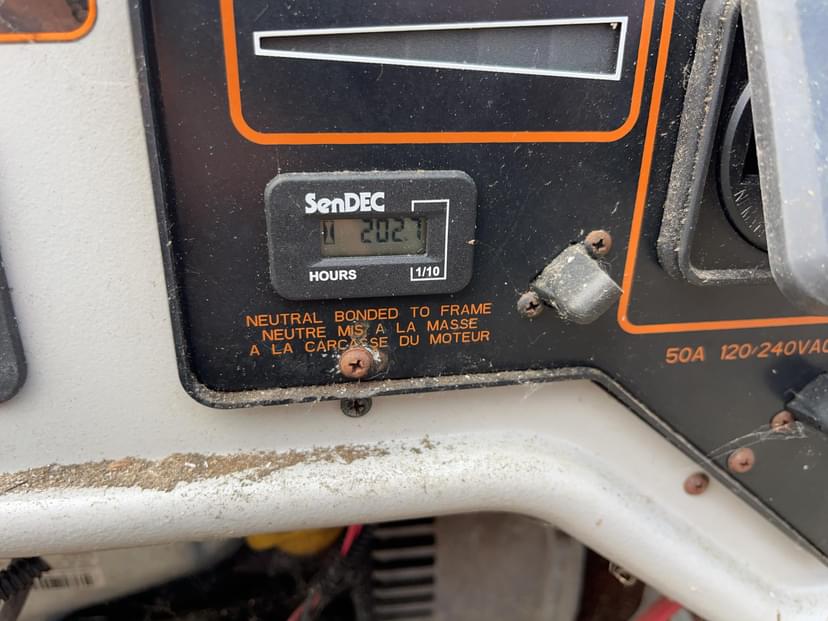 SenDEC
202.7
HOURS 1/10
NEUTRAL BONDED TO FRAME
NEUTRE MIS A LA MASSE
A LA CARCASSE DU MOTEUR
50A 120/240VAC